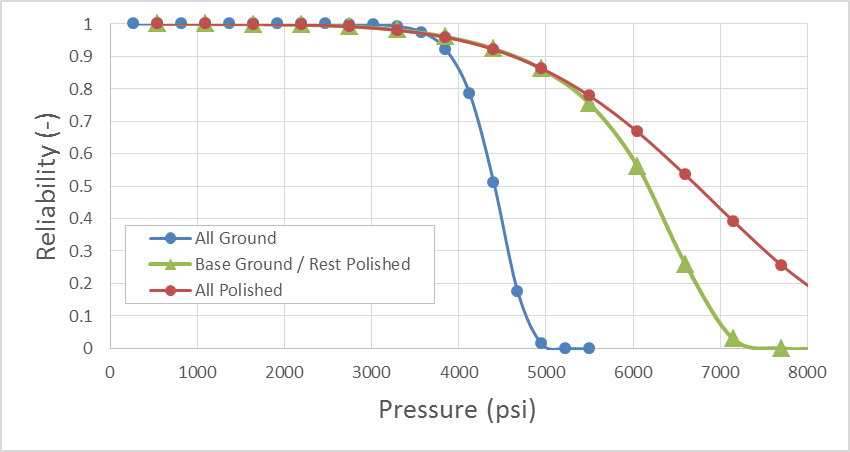 1
0.9
0.8
0.7
0.6
0.5
0.4
0.3
0.2
0.1
0
Reliability (-)
All Ground
Base Ground / Rest Polished
All Polished
0 1000 2000 3000 4000 5000 6000 7000 8000
Pressure (psi)